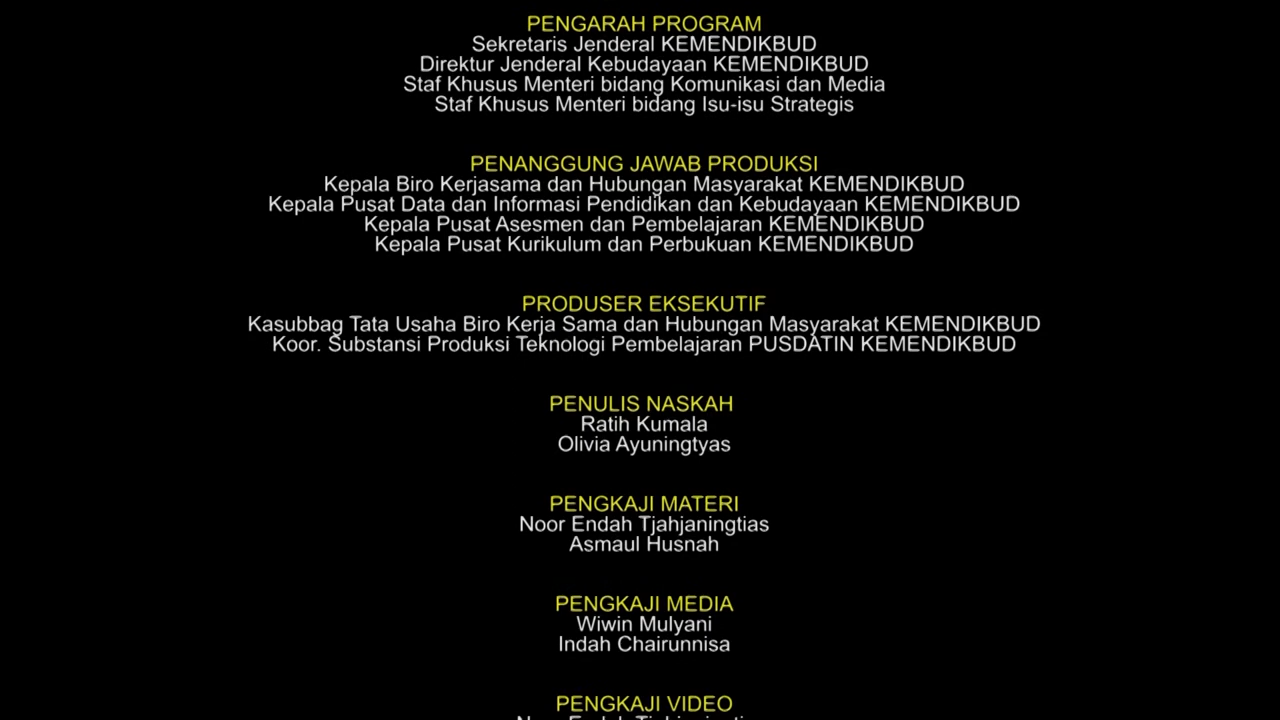 PENGARAH PROGRAM
Sekretaris Jenderal KEMENDIKBUD
Direktur Jenderal Kebudayaan KEMENDIKBUD
Staf Khusus Menteri bidang Komunikasi dan Media
Staf Khusus Menteri bidang Isu-isu Strategis
PENANGGUNG JAWAB PRODUKSI
Kepala Biro Kerjasama dan Hubungan Masyarakat KEMENDIKBUD
Kepala Pusat Data dan Informasi Pendidikan dan Kebudayaan KEMENDIKBUD
Kepala Pusat Asesmen dan Pembelajaran KEMENDIKBUD
Kepala Pusat Kurikulum dan Perbukuan KEMENDIKBUD
PRODUSER EKSEKUTIF
Kasubbag Tata Usaha Biro Kerja Sama dan Hubungan Masyarakat KEMENDIKBUD
Koor. Substansi Produksi Teknologi Pembelajaran PUSDATIN KEMENDIKBUD
PENULIS NASKAH
Ratih Kumala
Olivia Ayuningtyas
PENGKAJI MATERI
Noor Endah Tjahjaningtias
Asmaul Husnah
PENGKAJI MEDIA
Wiwin Mulyani
Indah Chairunnisa
PENGKAJI VIDEO